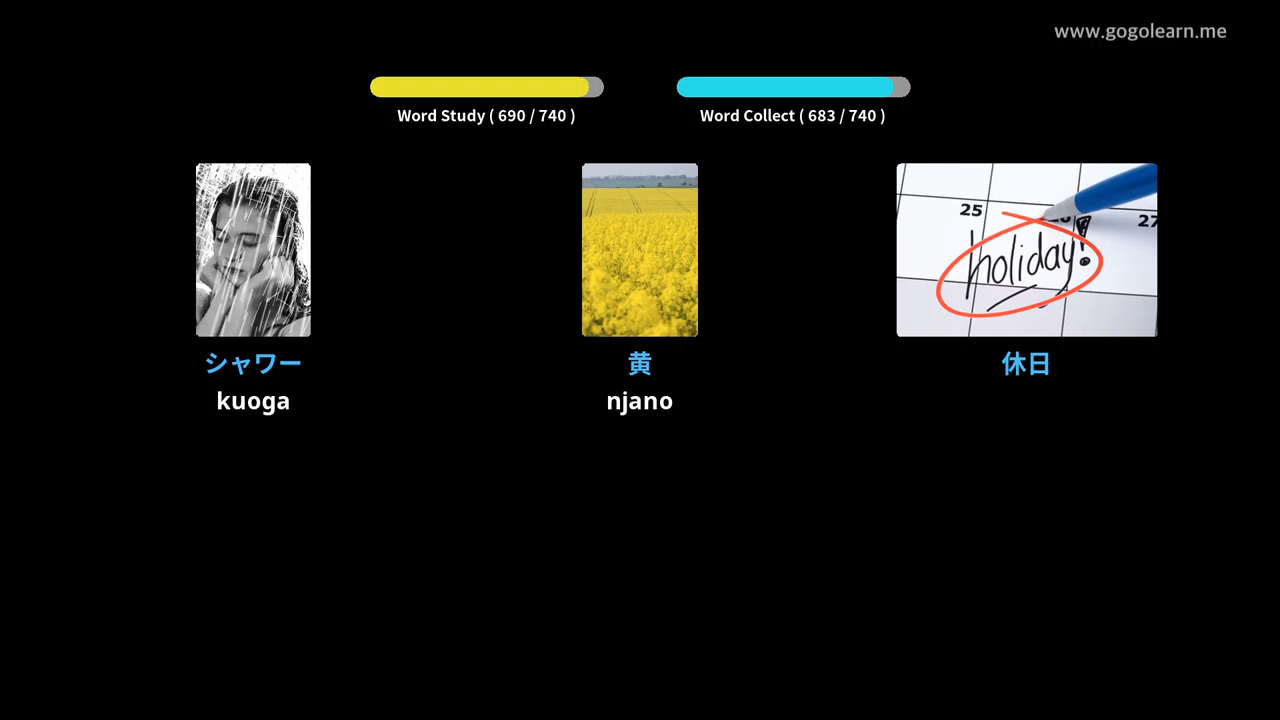 www.gogolearn.me
Word Study ( 690 / 740 )
Word Collect ( 683 / 740 )
25
27
holiday!
シャワー
黄
休日
kuoga
njano